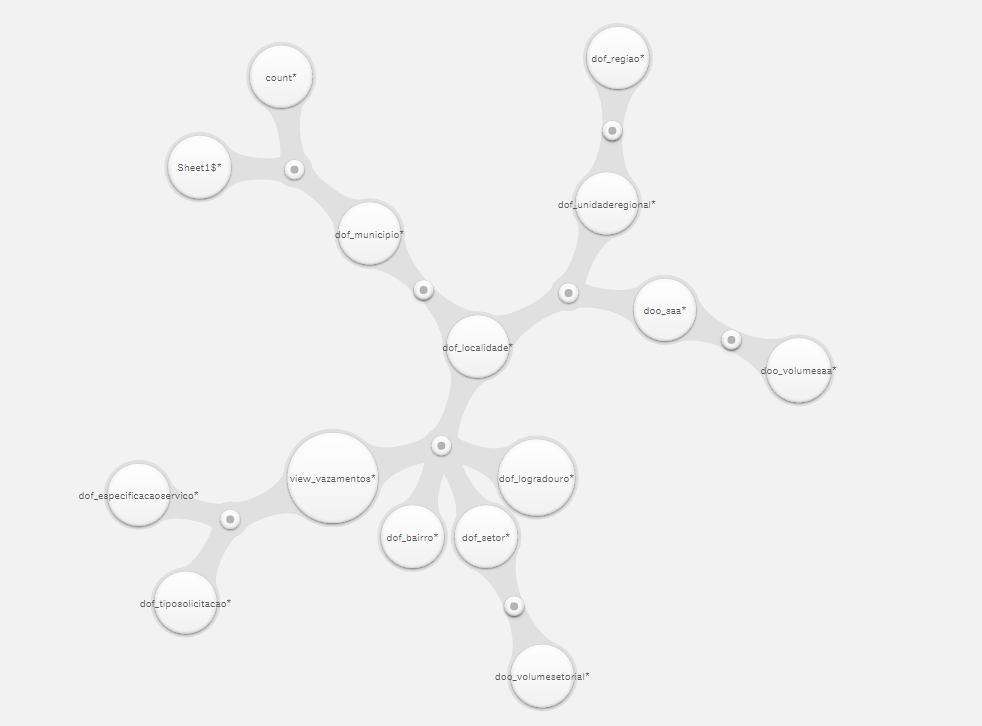 dof_regiao*
count*
Sheet1$*
dof_unidaderegional*
dof_municipio*
doo_saa*
dof_localidade*
doo_volumesaa*
view_vazamentos*
dof_logradouro*
dof_especificacaoservico*
dof_bairro*
dof_setor*
dof_tiposolicitacao*
doo_volumesetorial*